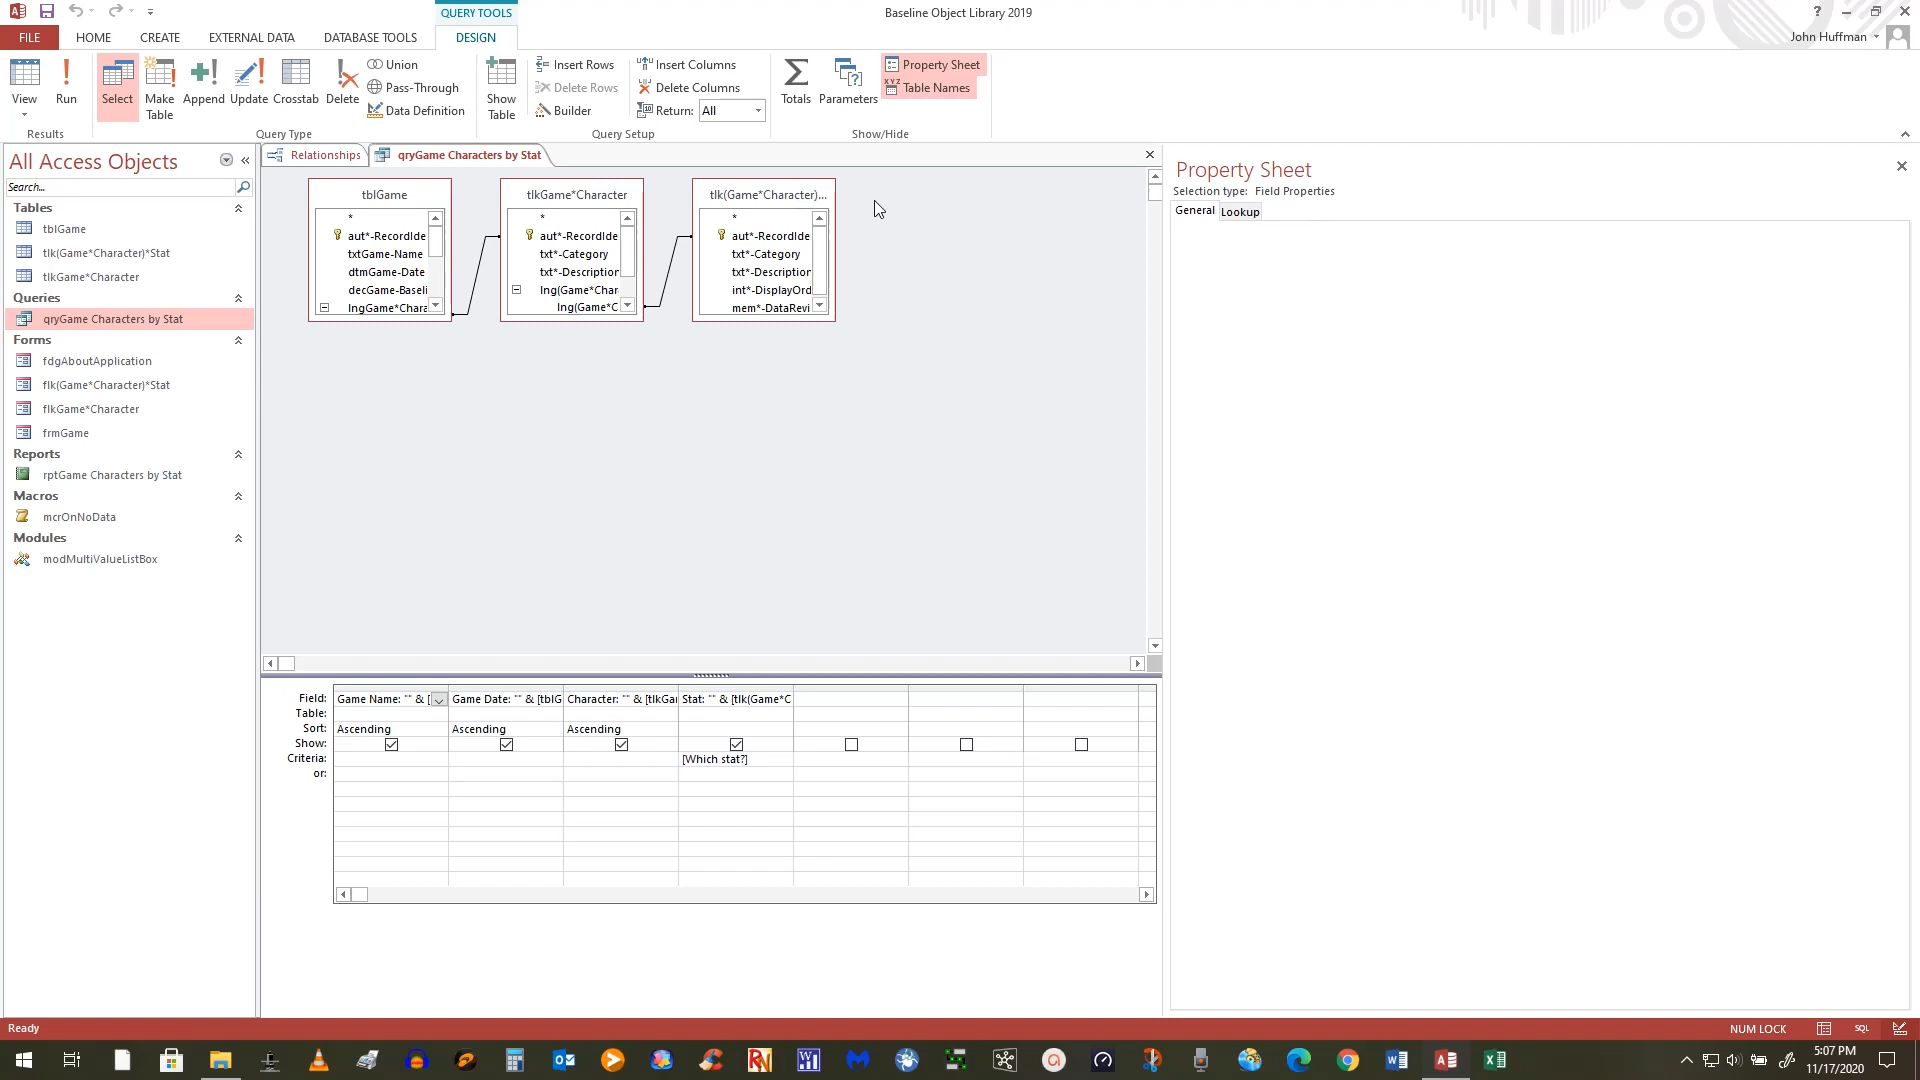 QUERY TOOLS
Baseline Object Library 2019
?
FILE HOME CREATE EXTERNAL DATA DATABASE TOOLS DESIGN
John Huffman
View
Run
Select
Make Table
Append
Update
Crosstab
Delete
Union
Pass-Through
Data Definition
Show Table
Insert Rows
Delete Rows
Builder
Insert Columns
Delete Columns
Return: All
Totals
Parameters
Property Sheet
Table Names
Results
Query Type
Query Setup
Show/Hide
All Access Objects
Search...
Tables
tblGame
tlk(Game*Character)*Stat
tlkGame*Character
Queries
qryGame Characters by Stat
Forms
fdgAboutApplication
flk(Game*Character)*Stat
flkGame*Character
frmGame
Reports
rptGame Characters by Stat
Macros
mcrOnNoData
Modules
modMultiValueListBox
Relationships
qryGame Characters by Stat
tblGame
*
aut*-RecordIde
txtGame-Name
dtmGame-Date
decGame-Baseli
lngGame*Chara
tlkGame*Character
*
aut*-RecordIde
txt*-Category
txt*-Description
lng(Game*Char
lng(Game*C
tlk(Game*Character)...
*
aut*-RecordIde
txt*-Category
txt*-Description
int*-DisplayOrd
mem*-DataRevi
Field: Game Name: "" & [ Game Date: "" & [tblG Character: "" & [tlkGa Stat: "" & [tlk(Game*C
Table:
Sort: Ascending Ascending Ascending
Show:
Criteria: [Which stat?]
or:
Property Sheet
Selection type: Field Properties
General Lookup
Ready
NUM LOCK
SQL
5:07 PM
11/17/2020